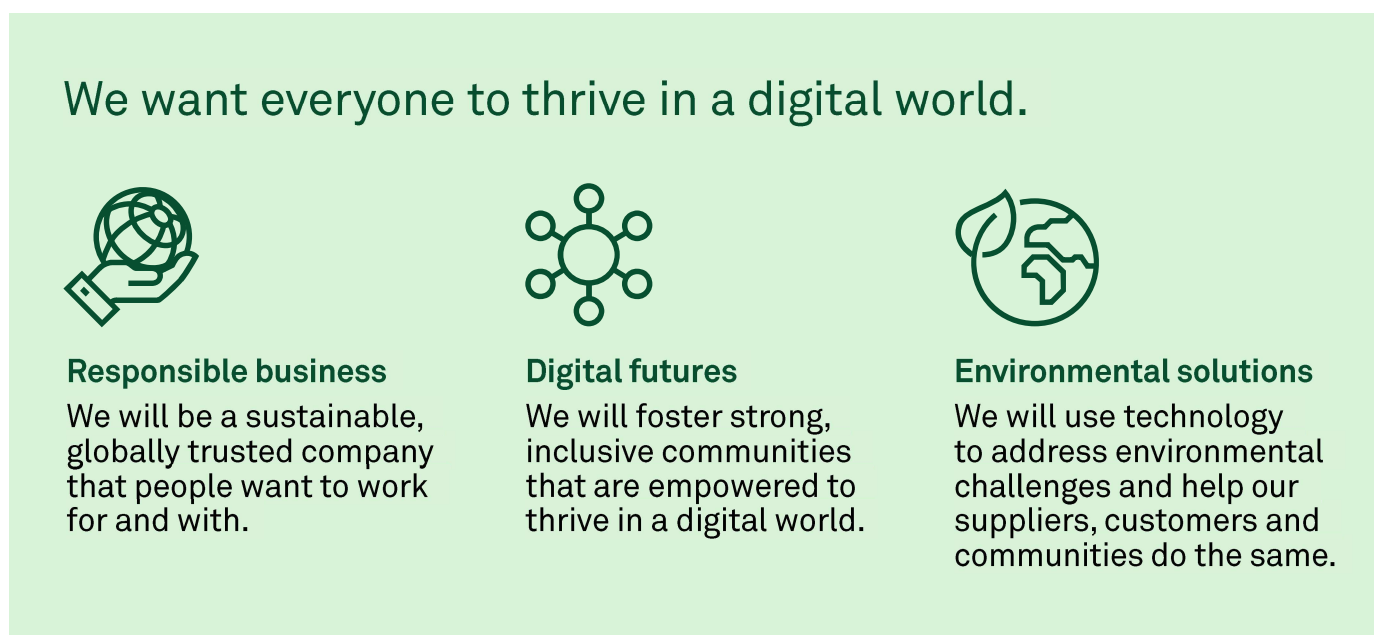 We want everyone to thrive in a digital world.
Responsible business
We will be a sustainable,
globally trusted company
that people want to work
for and with.
Digital futures
We will foster strong,
inclusive communities
that are empowered to
thrive in a digital world.
Environmental solutions
We will use technology
to address environmental
challenges and help our
suppliers, customers and
communities do the same.